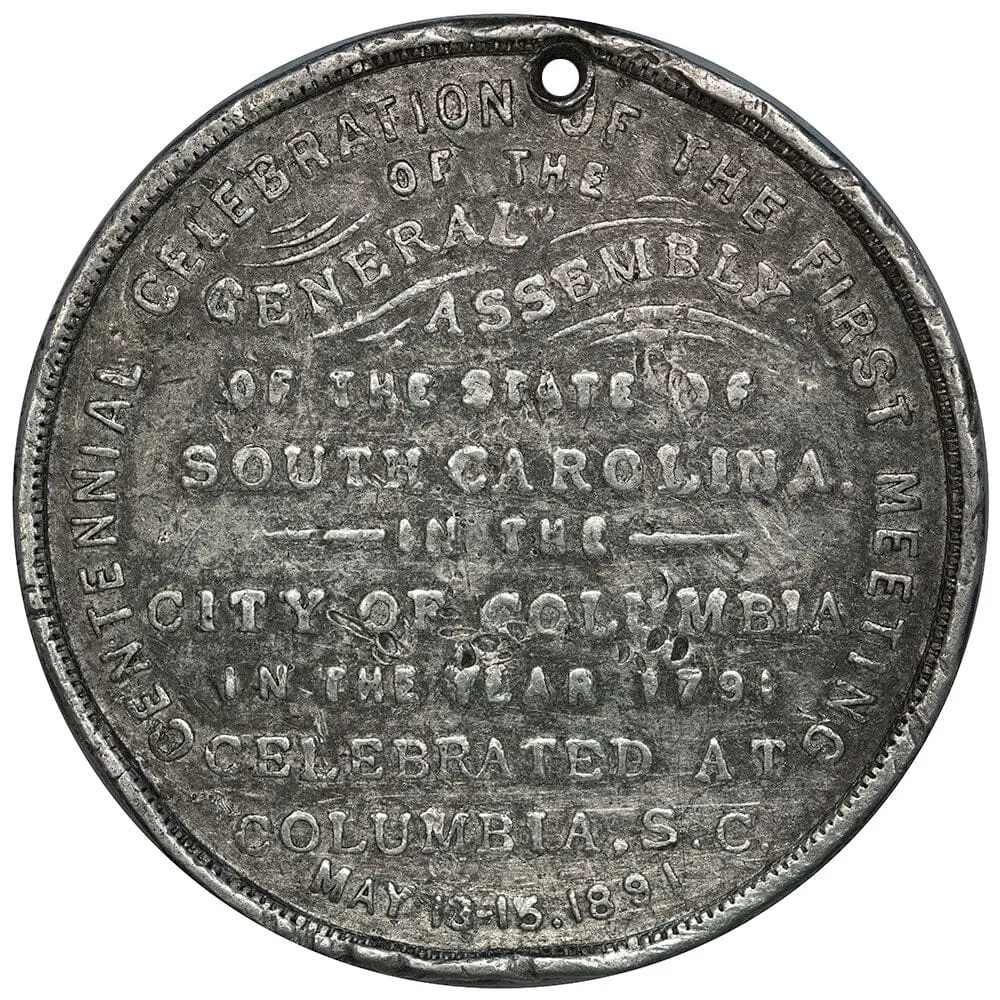 CENTENNIAL CELEBRATION OF THE FIRST MEETING
OF THE
GENERAL
ASSEMBLY
OF THE STATE OF
SOUTH CAROLINA.
IN THE
CITY OF COLUMBIA
IN THE YEAR 1791
CELEBRATED AT
COLUMBIA. S. C.
MAY 13-15. 1891